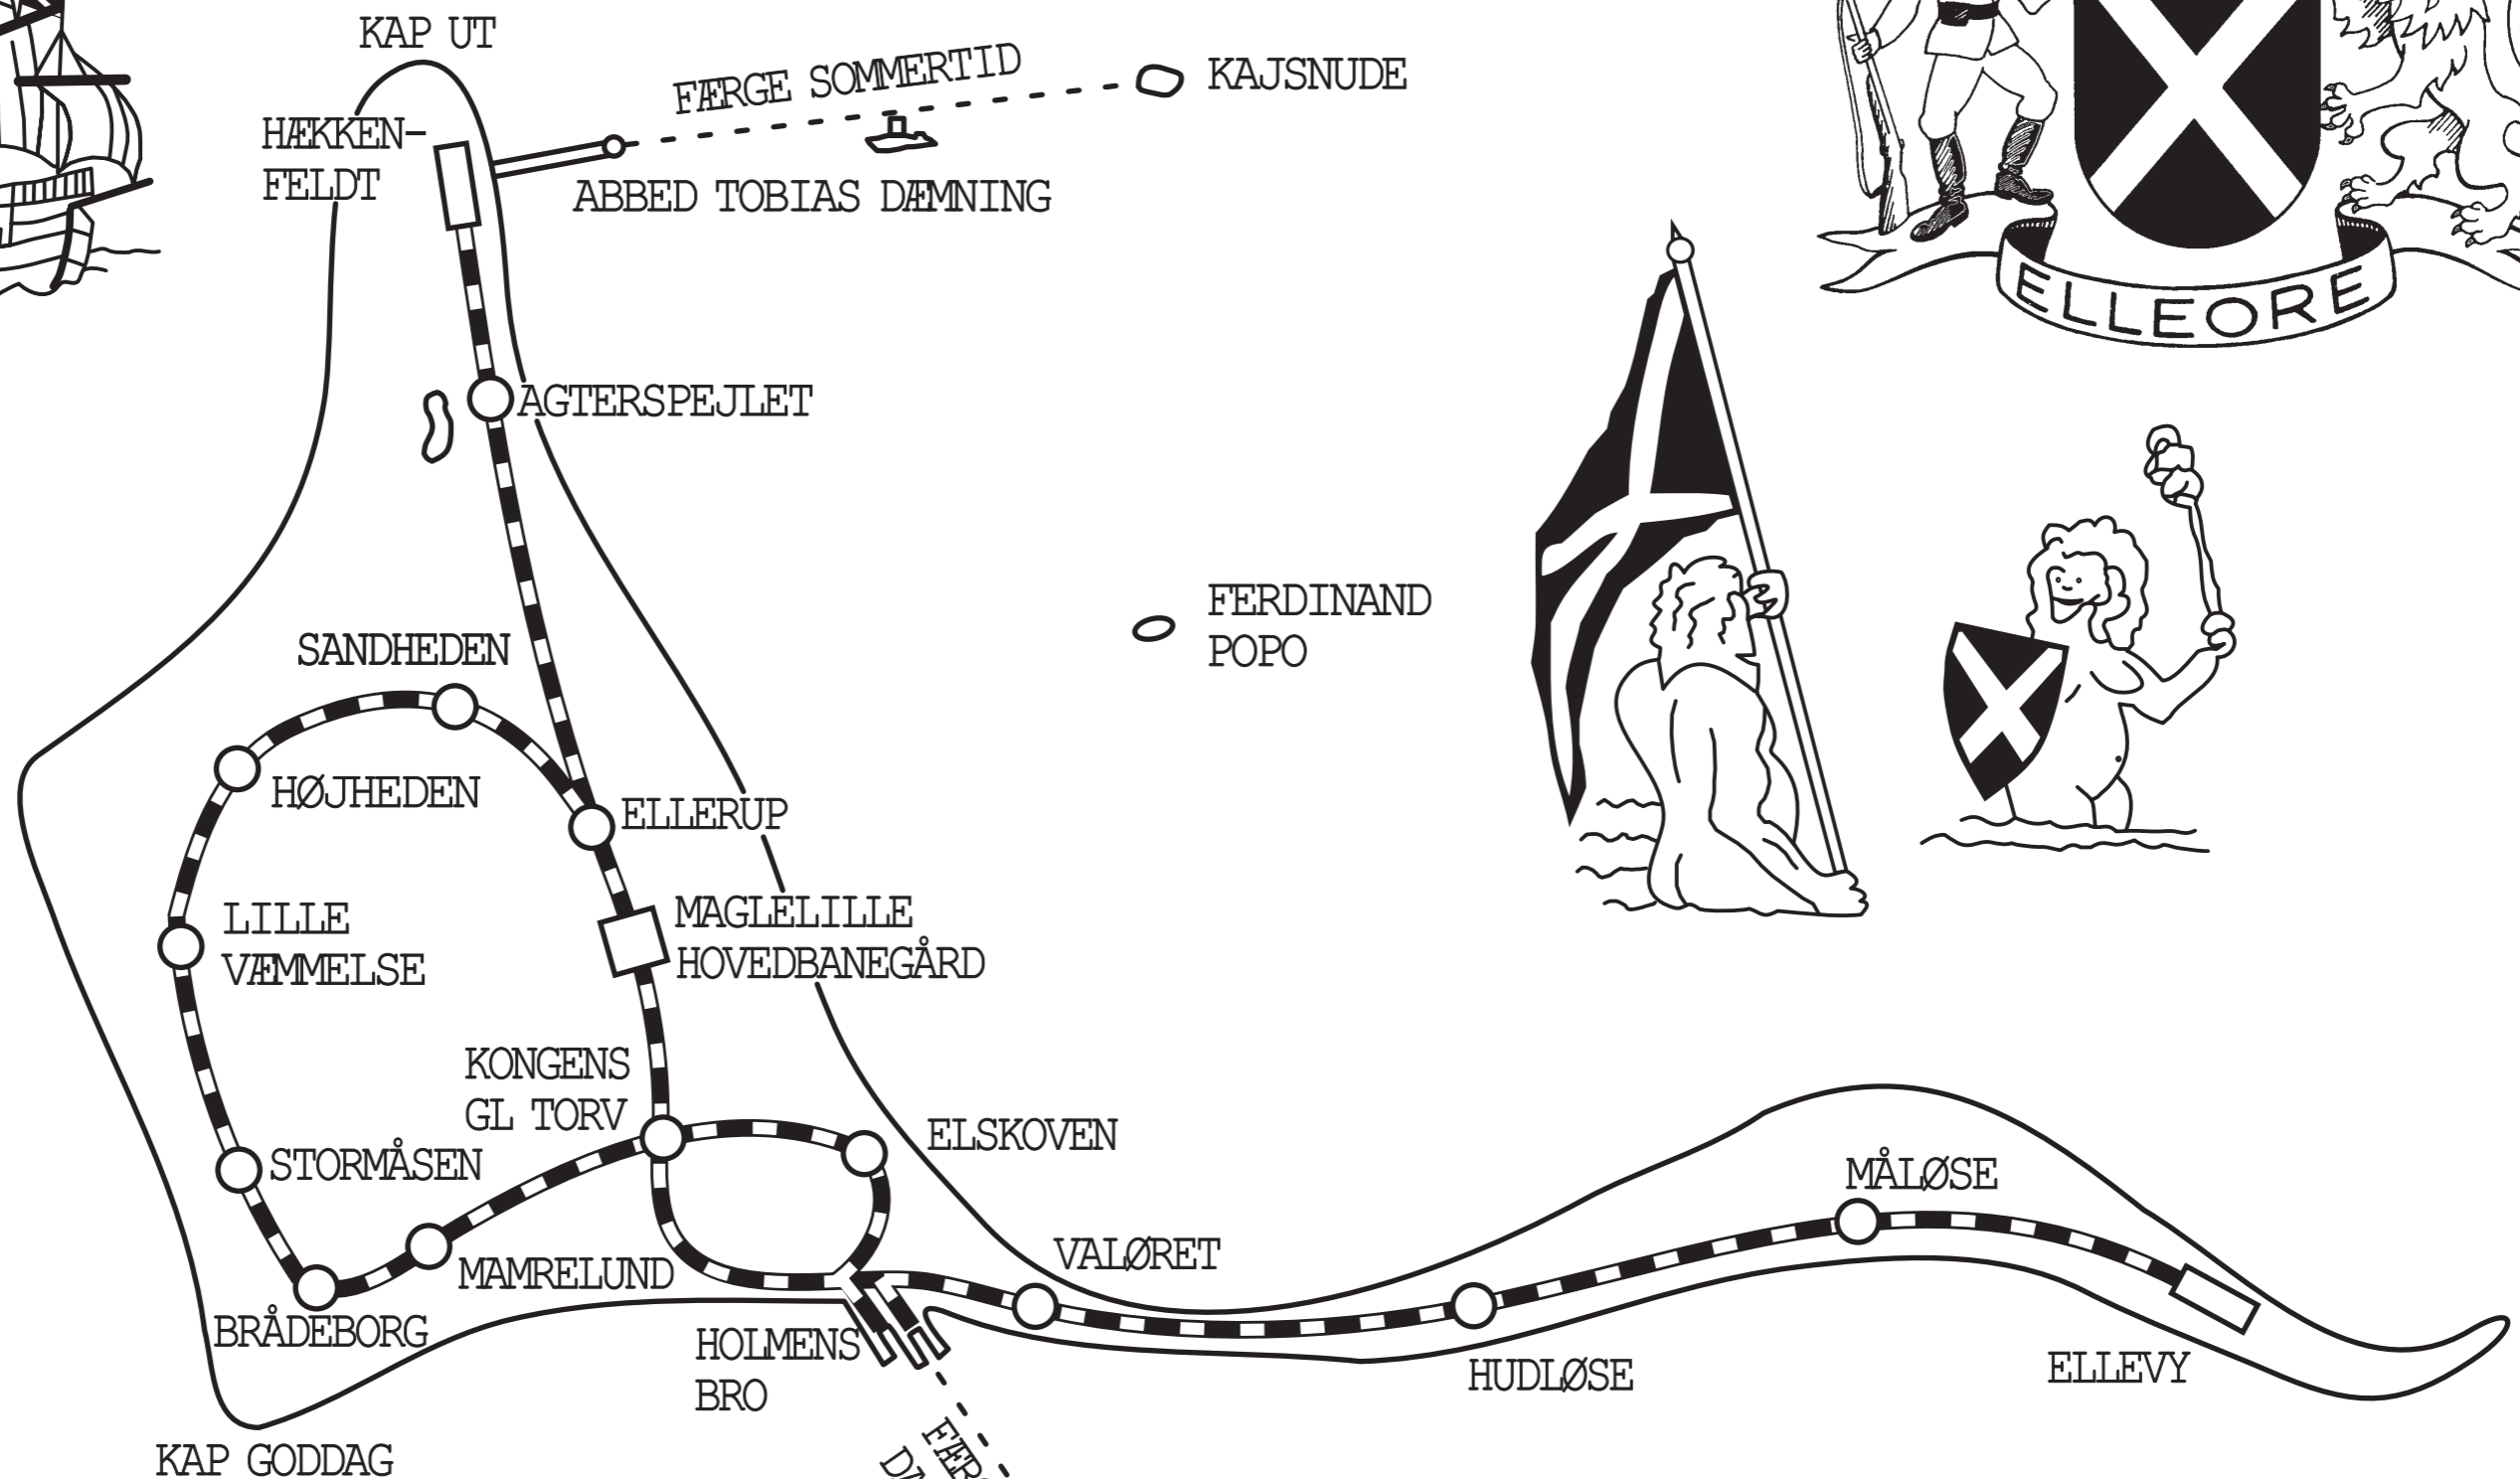 KAP UT
FÆRGE SOMMERTID
KAJSNUDE
HÆKKEN-
FELDT
ABBED TOBIAS DÆMNING
ELLEORE
AGTERSPEJLET
FERDINAND
POPO
SANDHEDEN
HØJHEDEN
ELLERUP
LILLE
VÆMMELSE
MAGLELILLE
HOVEDBANEGÅRD
KONGENS
GL TORV
ELSKOVEN
STORMÅSEN
MÅLØSE
MAMRELUND
VALØRET
BRÅDEBORG
HOLMENS
BRO
HUDLØSE
ELLEVY
KAP GODDAG